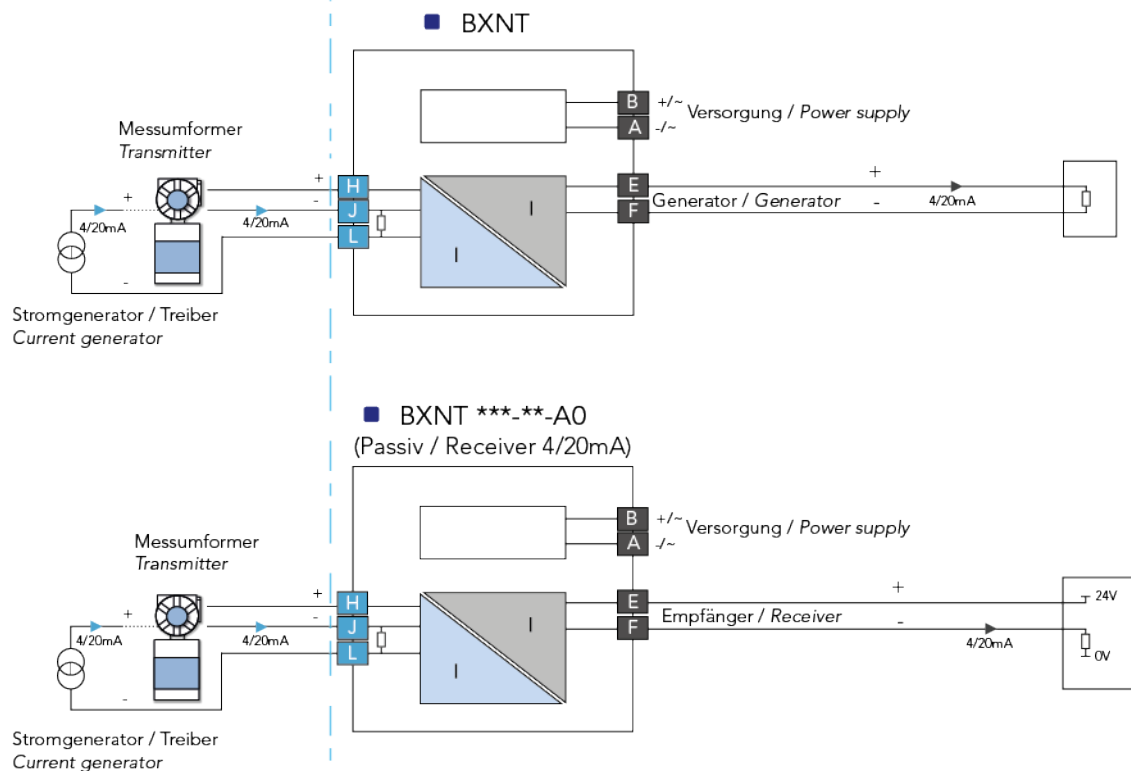 BXNT
B +/~ Versorgung / Power supply
A -/~
Messumformer
Transmitter
+ H E +
+ - J I Generator / Generator 4/20mA
4/20mA 4/20mA F -
L
I
-
Stromgenerator / Treiber
Current generator
BXNT ***-**-A0
(Passiv / Receiver 4/20mA)
B +/~ Versorgung / Power supply
A -/~
Messumformer
Transmitter
+ H E + 24V
+ - J I Empfänger / Receiver
4/20mA 4/20mA F - 4/20mA
L 0V
I
-
Stromgenerator / Treiber
Current generator